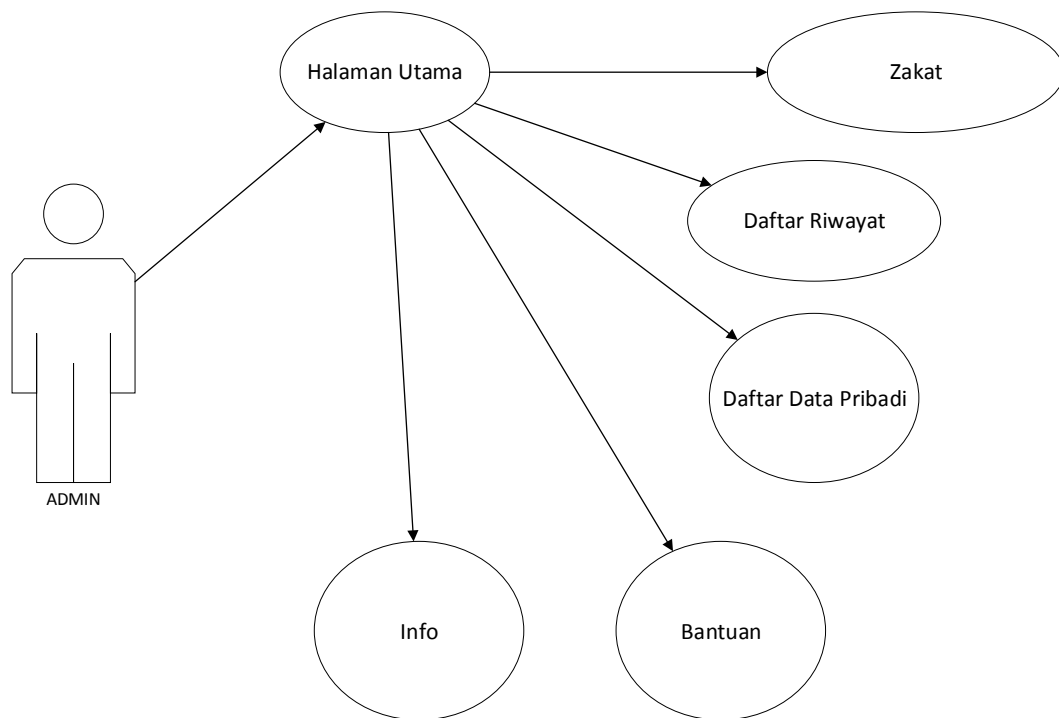 Halaman Utama
Zakat
Daftar Riwayat
Daftar Data Pribadi
ADMIN
Info
Bantuan